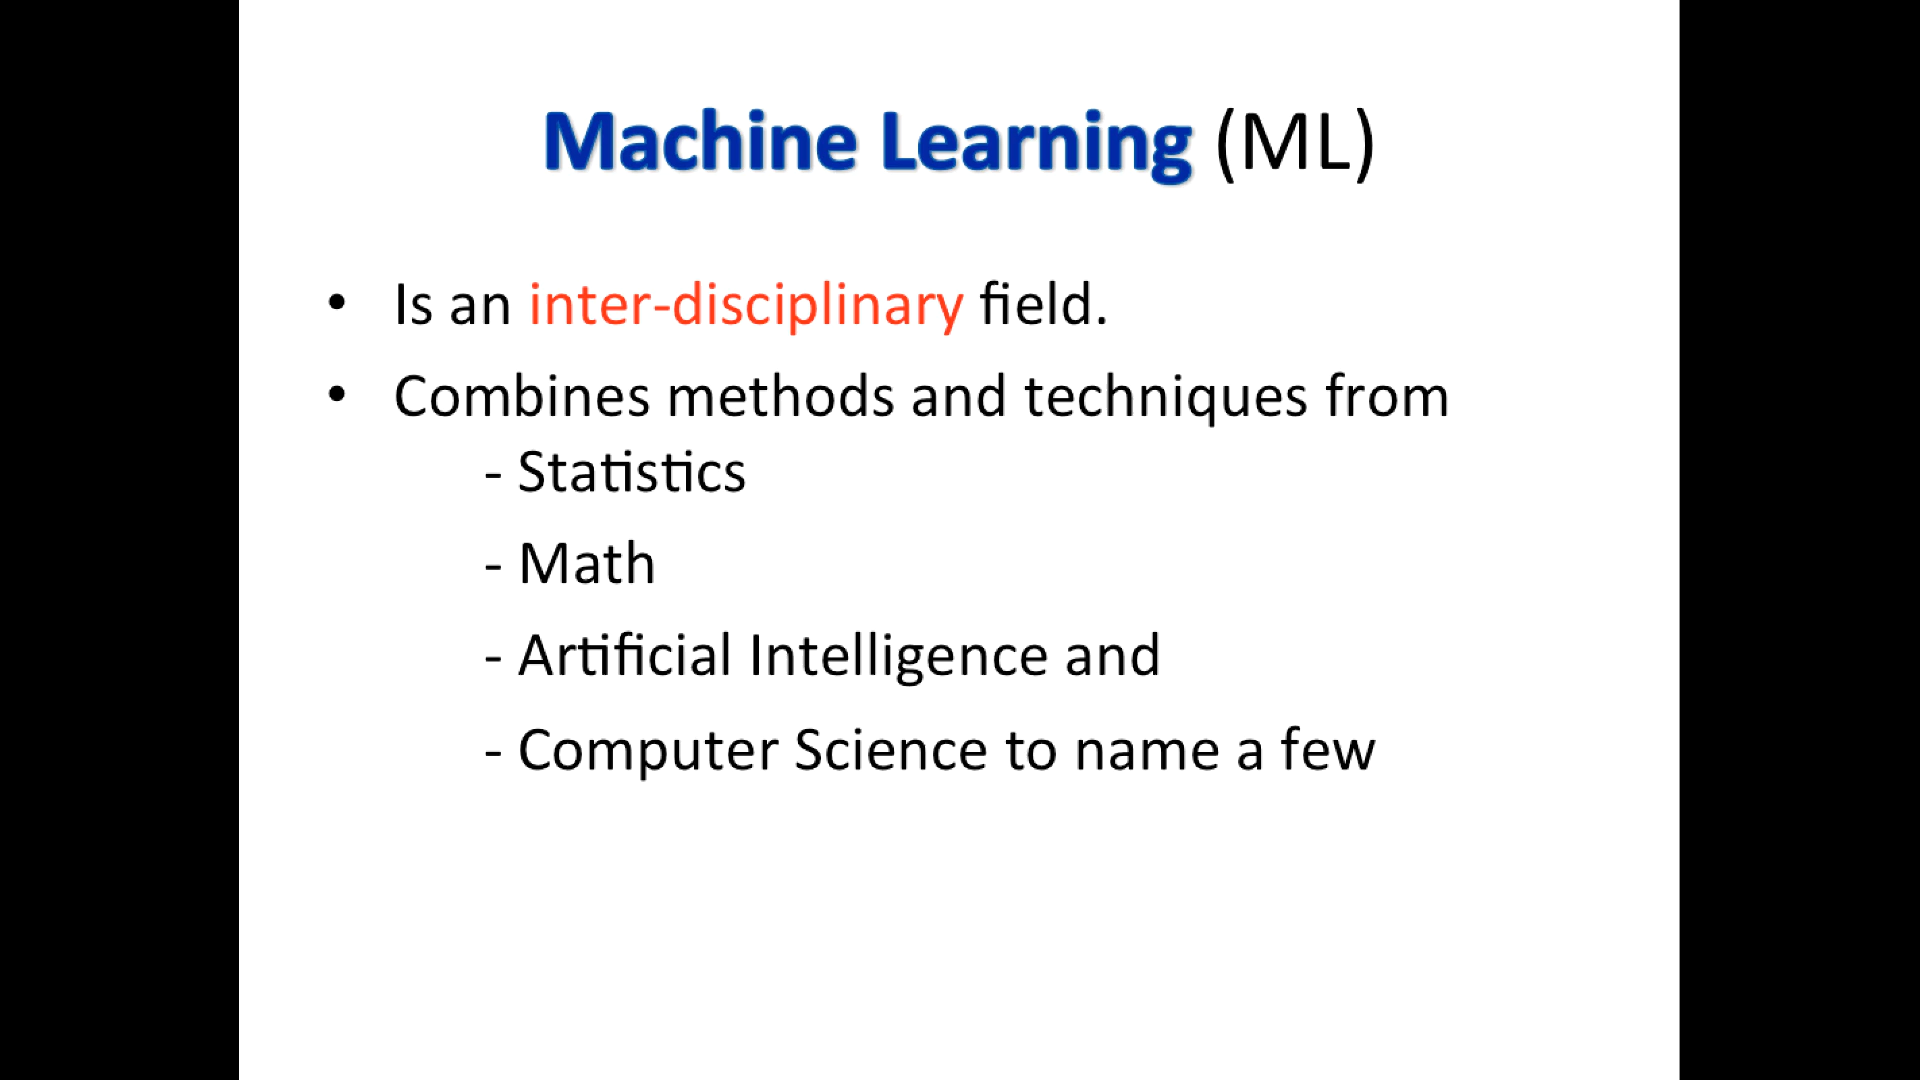 Machine Learning (ML)
• Is an inter-disciplinary field.
• Combines methods and techniques from
- Statistics
- Math
- Artificial Intelligence and
- Computer Science to name a few